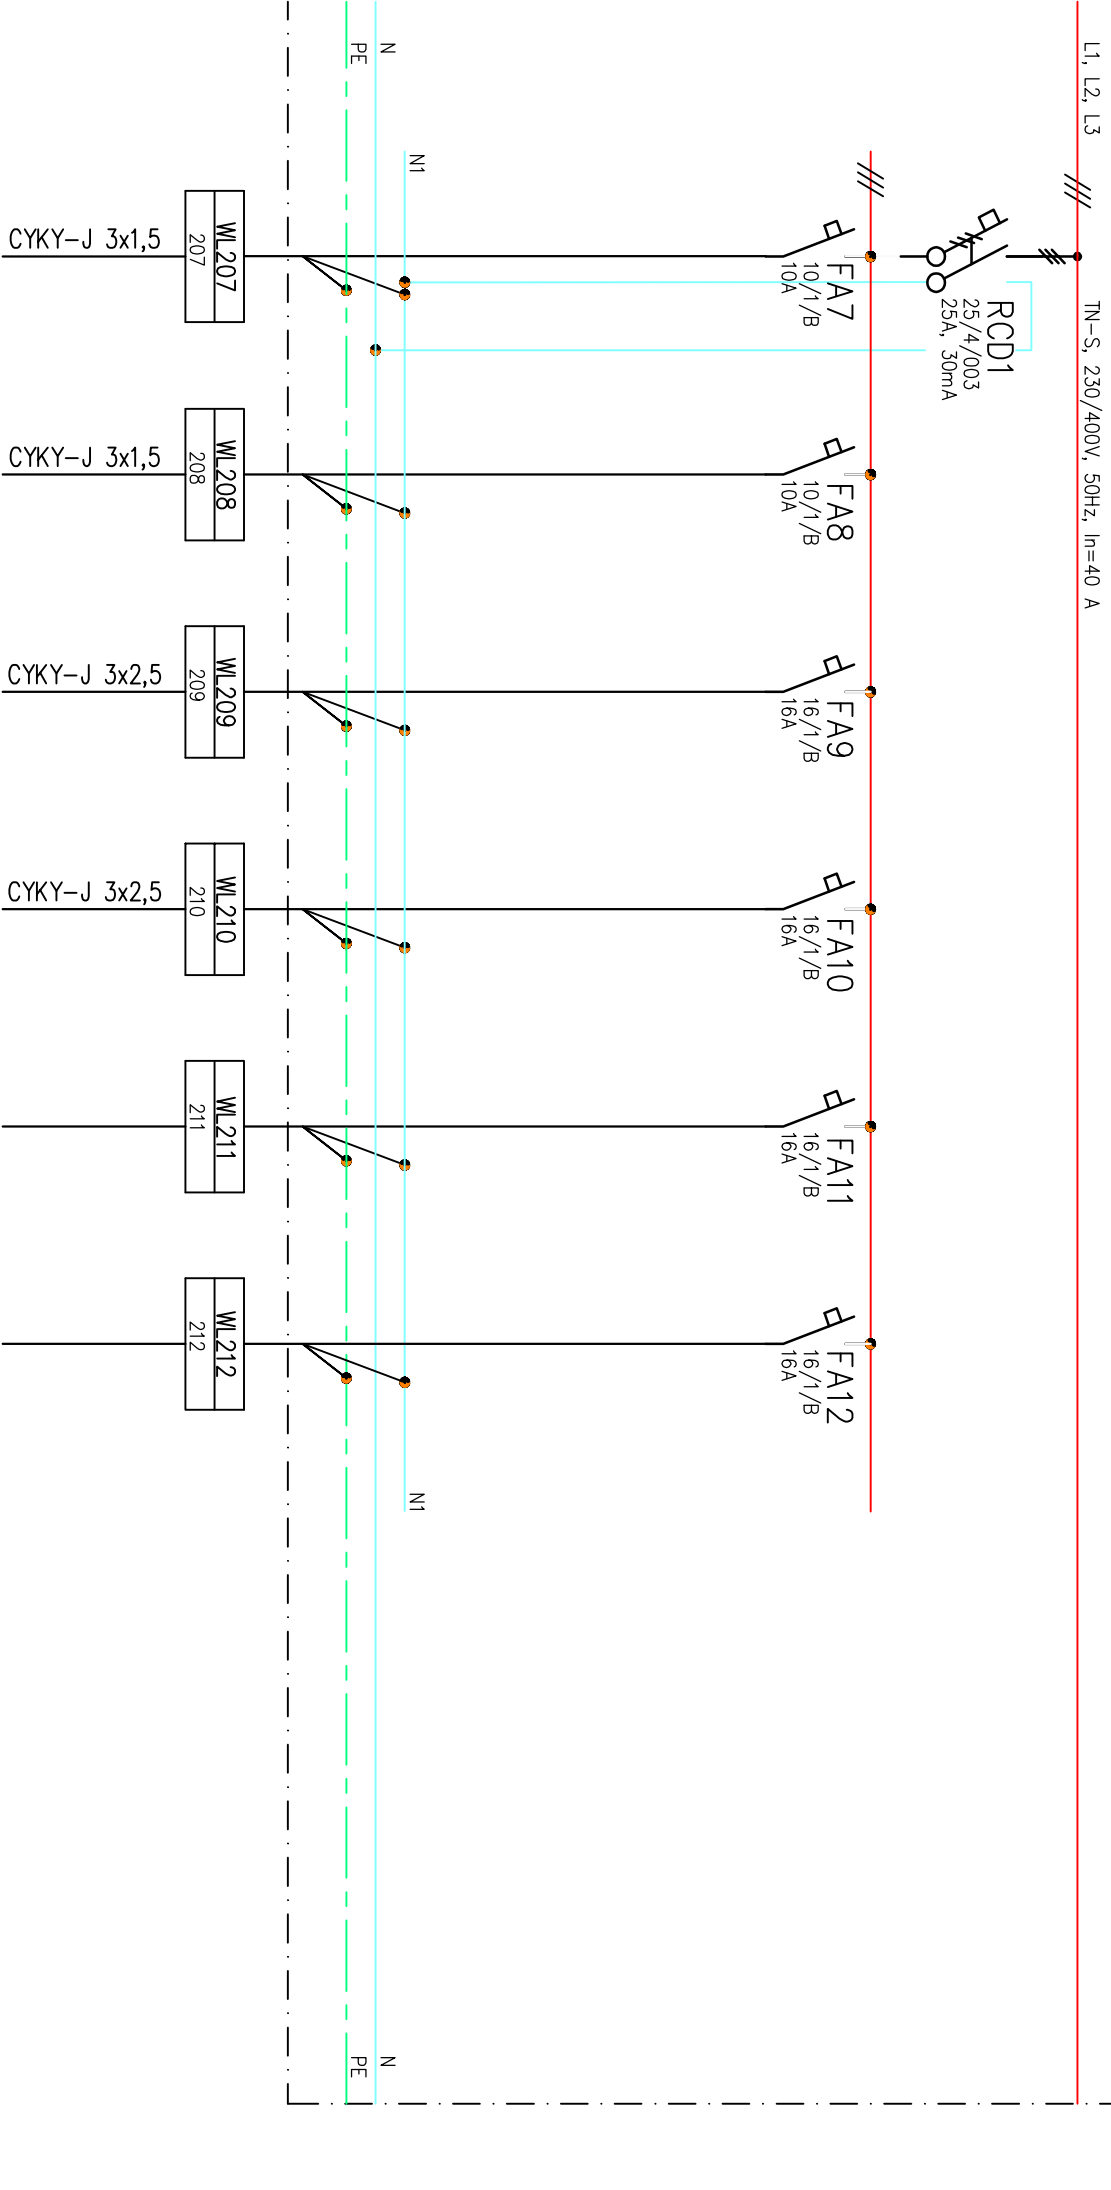 L1, L2, L3
TN-S, 230/400V, 50Hz, In=40 A
RCD1
25/4/003
25A, 30mA
FA7
10/1/B
10A
FA8
10/1/B
10A
FA9
16/1/B
16A
FA10
16/1/B
16A
FA11
16/1/B
16A
FA12
16/1/B
16A
N1
N1
N
N
PE
PE
WL207
207
WL208
208
WL209
209
WL210
210
WL211
211
WL212
212
CYKY-J 3x1,5
CYKY-J 3x1,5
CYKY-J 3x2,5
CYKY-J 3x2,5